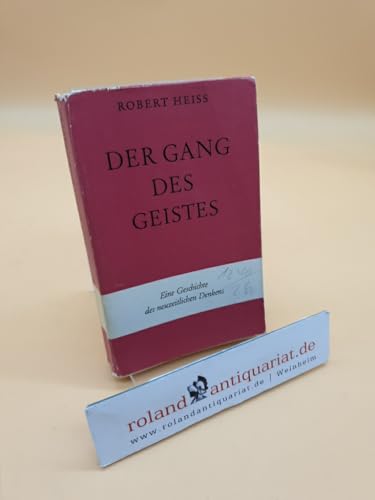 ROBERT HEISS
DER GANG
DES
GEISTES
Eine Geschichte
des neuzeitlichen Denkens
roland antiquariat.de
www.rolandantiquariat.de | Weinheim